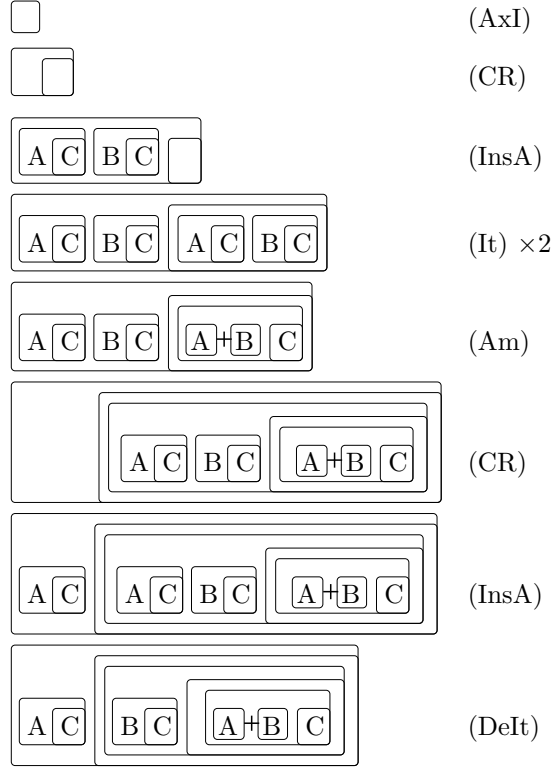 (AxI)
(CR)
A C B C (InsA)
A C B C A C B C (It) ×2
A C B C A + B C (Am)
A C B C A + B C (CR)
A C A C B C A + B C (InsA)
A C B C A + B C (DeIt)